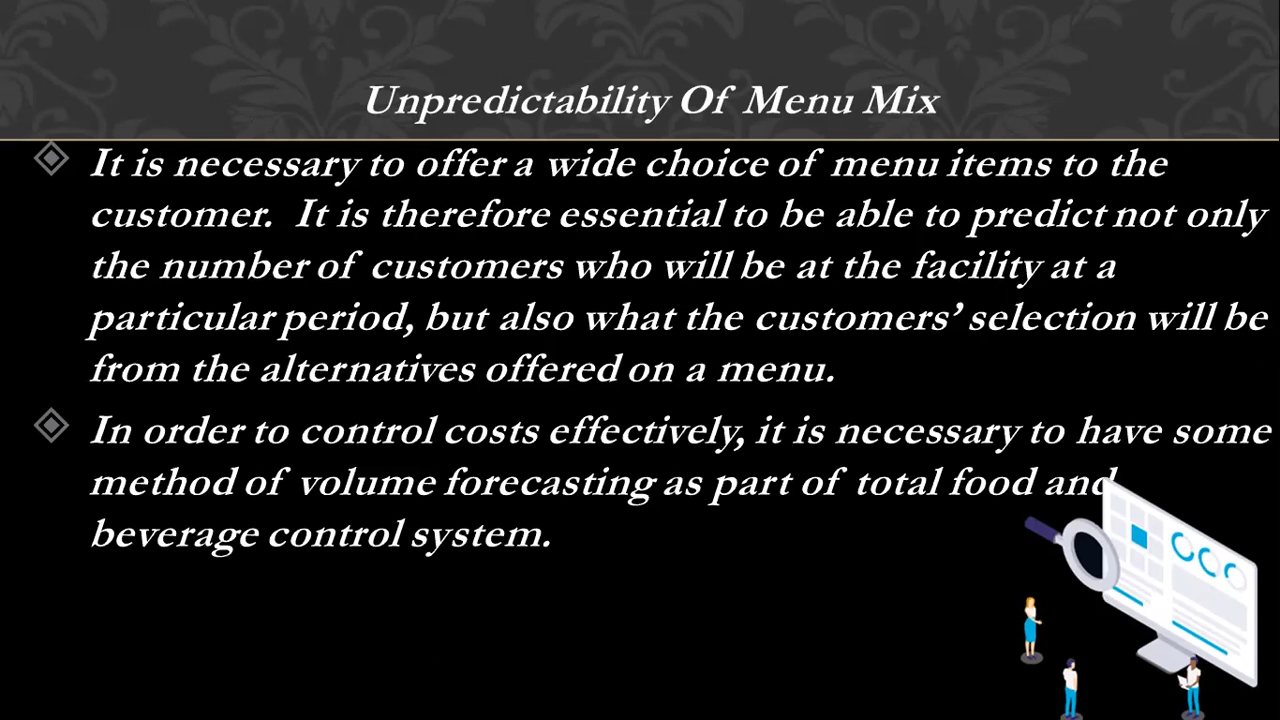 Unpredictability Of Menu Mix
It is necessary to offer a wide choice of menu items to the
customer. It is therefore essential to be able to predict not only
the number of customers who will be at the facility at a
particular period, but also what the customers’ selection will be
from the alternatives offered on a menu.
In order to control costs effectively, it is necessary to have some
method of volume forecasting as part of total food and
beverage control system.